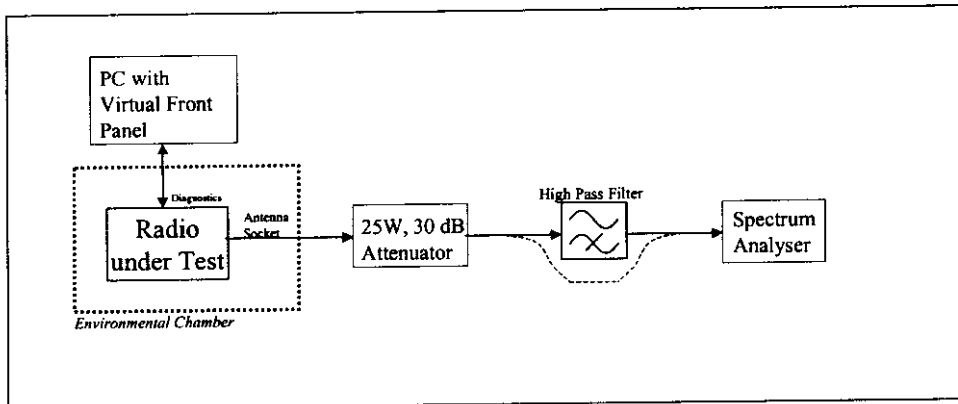 PC with
Virtual Front
Panel
Diagnostics
Radio
under Test
Antenna
Socket
Environmental Chamber
25W, 30 dB
Attenuator
High Pass Filter
Spectrum
Analyser